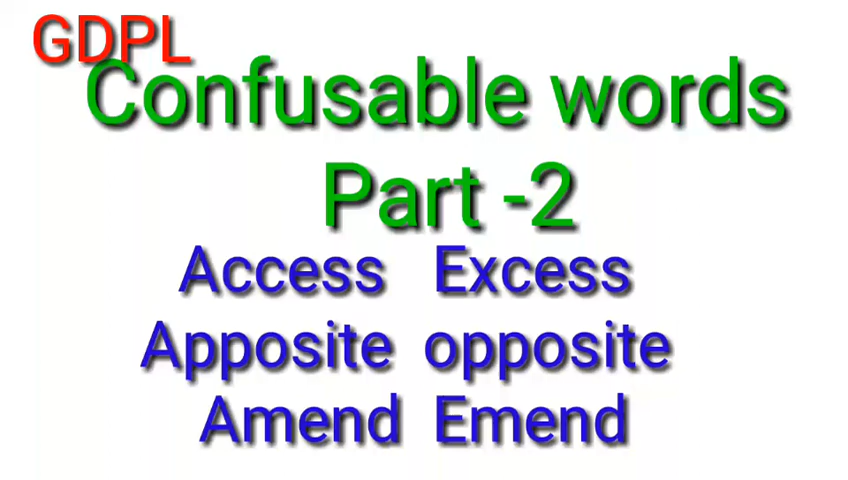 GDPL
Confusable words
Part -2
Access Excess
Apposite opposite
Amend Emend